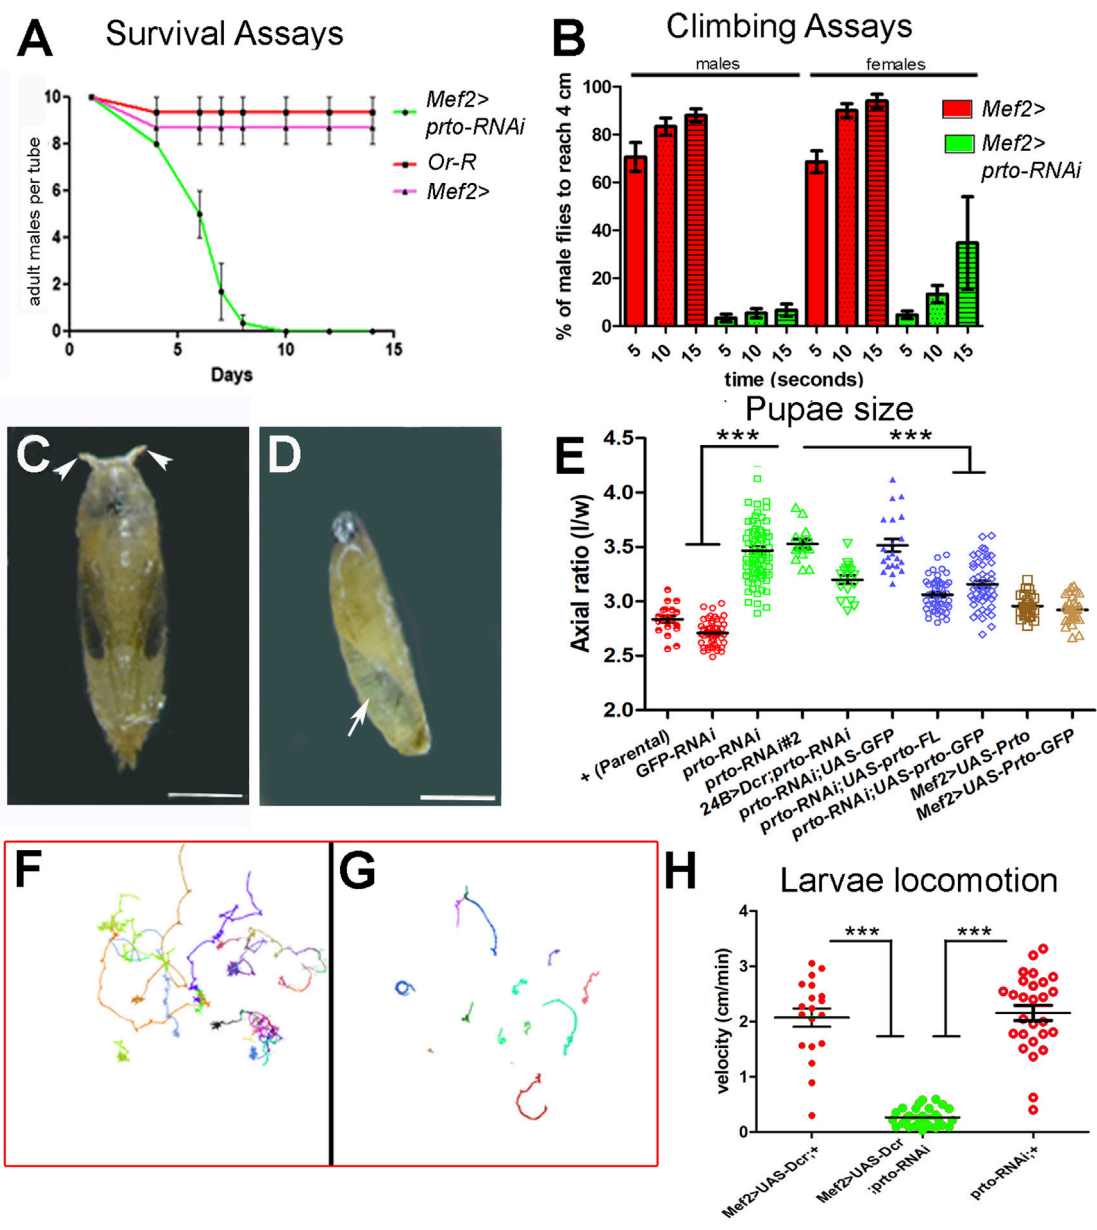 A
Survival Assays
adult males per tube
10
8
6
4
2
0
0
5
10
15
Days
Mef2>
prto-RNAi
Or-R
Mef2>
B
Climbing Assays
males
females
% of male flies to reach 4 cm
100
80
60
40
20
0
5
10
15
5
10
15
5
10
15
5
10
15
time (seconds)
Mef2>
Mef2>
prto-RNAi
C
D
Pupae size
E
***
***
Axial ratio (l/w)
4.5
4.0
3.5
3.0
2.5
2.0
+ (Parental)
GFP-RNAi
prto-RNAi
prto-RNAi#2
24B>Dcr;prto-RNAi
prto-RNAi;UAS-GFP
prto-RNAi;UAS-prto-FL
prto-RNAi;UAS-prto-GFP
Mef2>UAS-Prto
Mef2>UAS-Prto-GFP
F
G
H
Larvae locomotion
***
***
velocity (cm/min)
4
3
2
1
0
Mef2>UAS-Dcr;+
Mef2>UAS-Dcr
;prto-RNAi
prto-RNAi;+